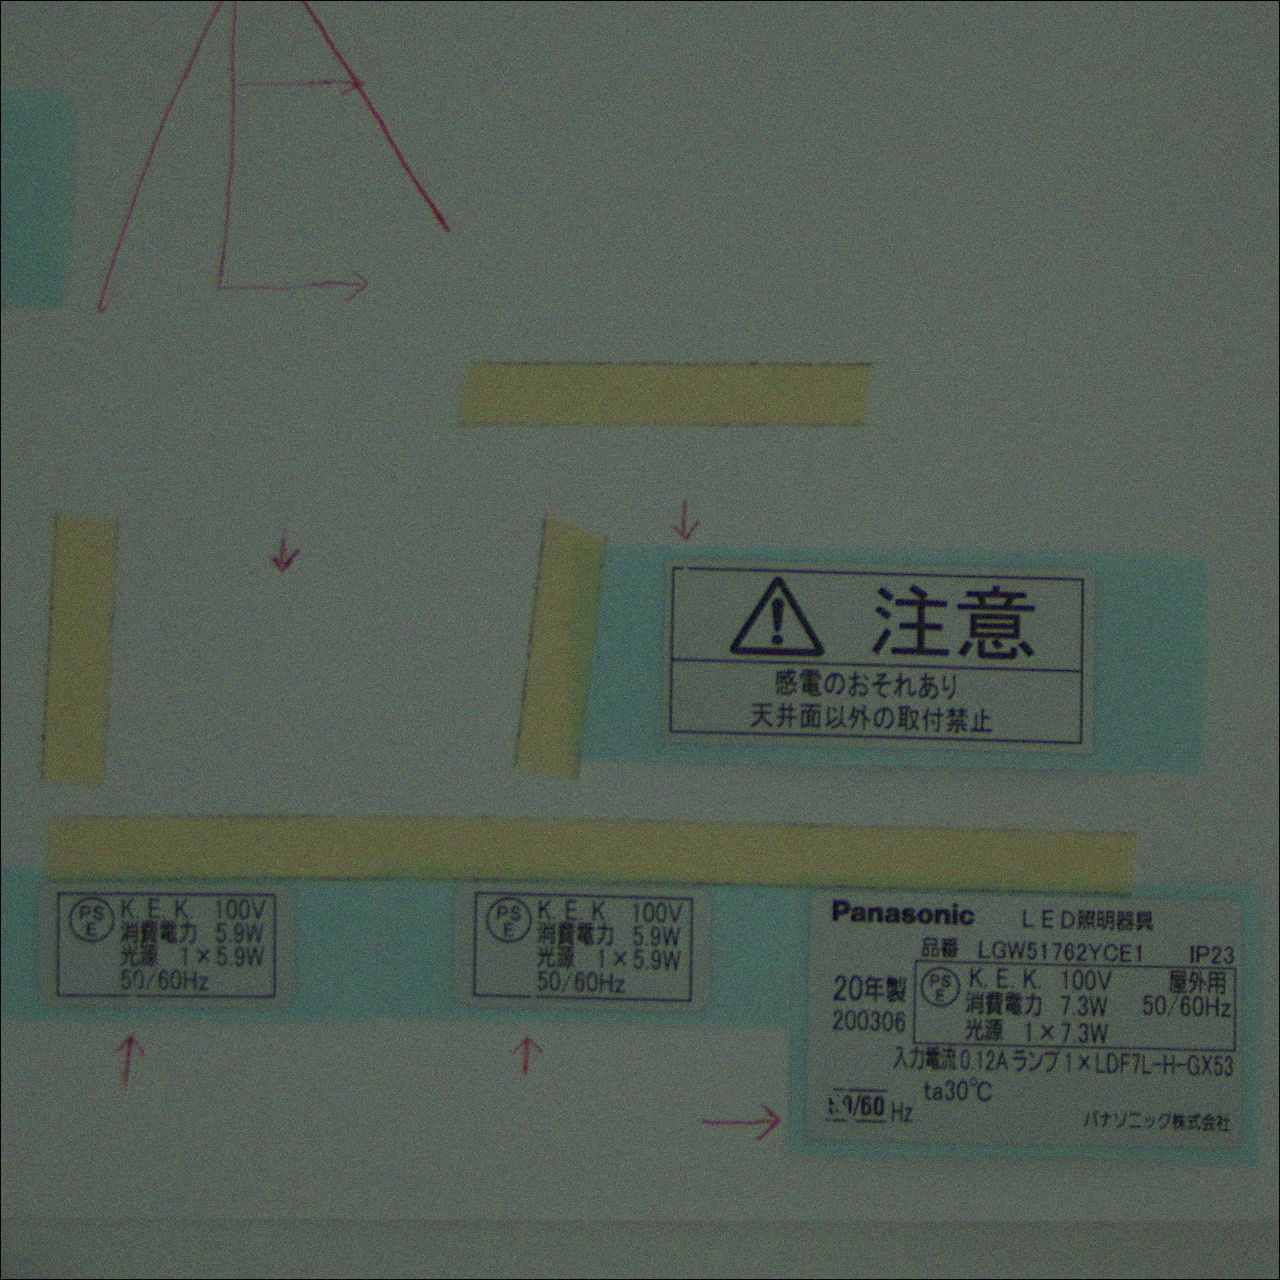 注意
感電のおそれあり
天井面以外の取付禁止
PS
E
K. E. K. 100V
消費電力 5.9W
光源 1×5.9W
50/60Hz
PS
E
K. E. K 100V
消費電力 5.9W
光源 1×5.9W
50/60Hz
Panasonic LED照明器具
品番 LGW51762YCE1 IP23
20年製
200306
PS
E
K. E. K. 100V 屋外用
消費電力 7.3W 50/60Hz
光源 1×7.3W
入力電流0.12A ランプ1×LDF7L-H-GX53
ta30℃
50/60 Hz
パナソニック株式会社